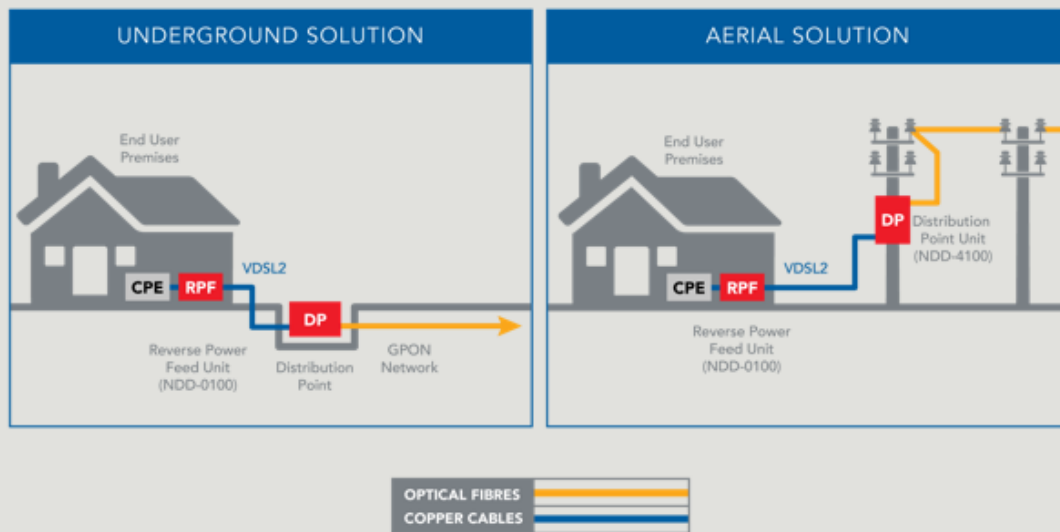 UNDERGROUND SOLUTION
End User
Premises
VDSL2
CPE
RPF
DP
Reverse Power
Feed Unit
(NDD-0100)
Distribution
Point
GPON
Network
AERIAL SOLUTION
End User
Premises
DP
Distribution
Point Unit
(NDD-4100)
VDSL2
CPE
RPF
Reverse Power
Feed Unit
(NDD-0100)
OPTICAL FIBRES
COPPER CABLES